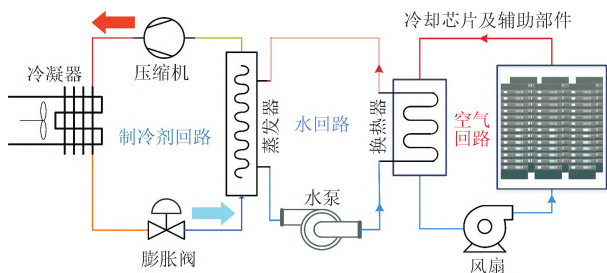 冷却芯片及辅助部件
冷凝器
压缩机
制冷剂回路
蒸发器
水回路
换热器
空气
回路
水泵
膨胀阀
风扇